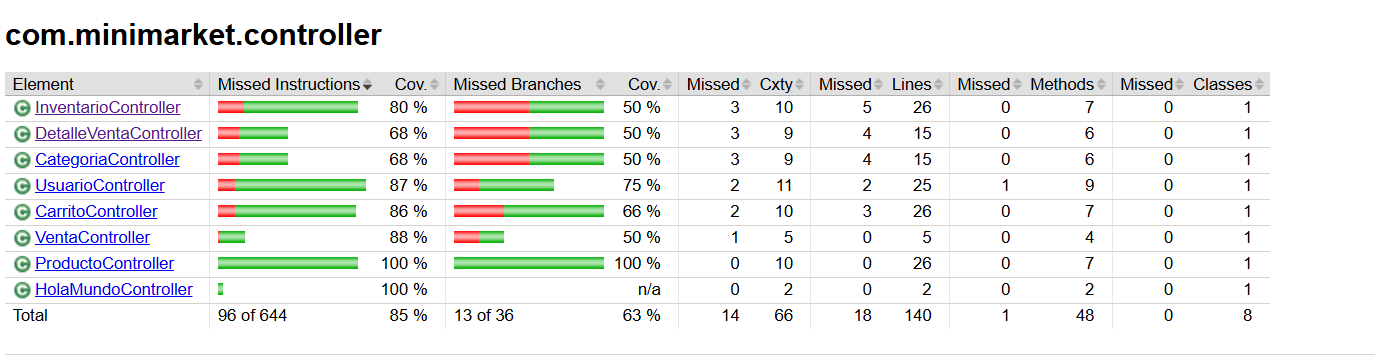 com.minimarket.controller
Element Missed Instructions Cov. Missed Branches Cov. Missed Cxty Missed Lines Missed Methods Missed Classes
InventarioController 80 % 50 % 3 10 5 26 0 7 0 1
DetalleVentaController 68 % 50 % 3 9 4 15 0 6 0 1
CategoriaController 68 % 50 % 3 9 4 15 0 6 0 1
UsuarioController 87 % 75 % 2 11 2 25 1 9 0 1
CarritoController 86 % 66 % 2 10 3 26 0 7 0 1
VentaController 88 % 50 % 1 5 0 5 0 4 0 1
ProductoController 100 % 100 % 0 10 0 26 0 7 0 1
HolaMundoController 100 % n/a 0 2 0 2 0 2 0 1
Total 96 of 644 85 % 13 of 36 63 % 14 66 18 140 1 48 0 8